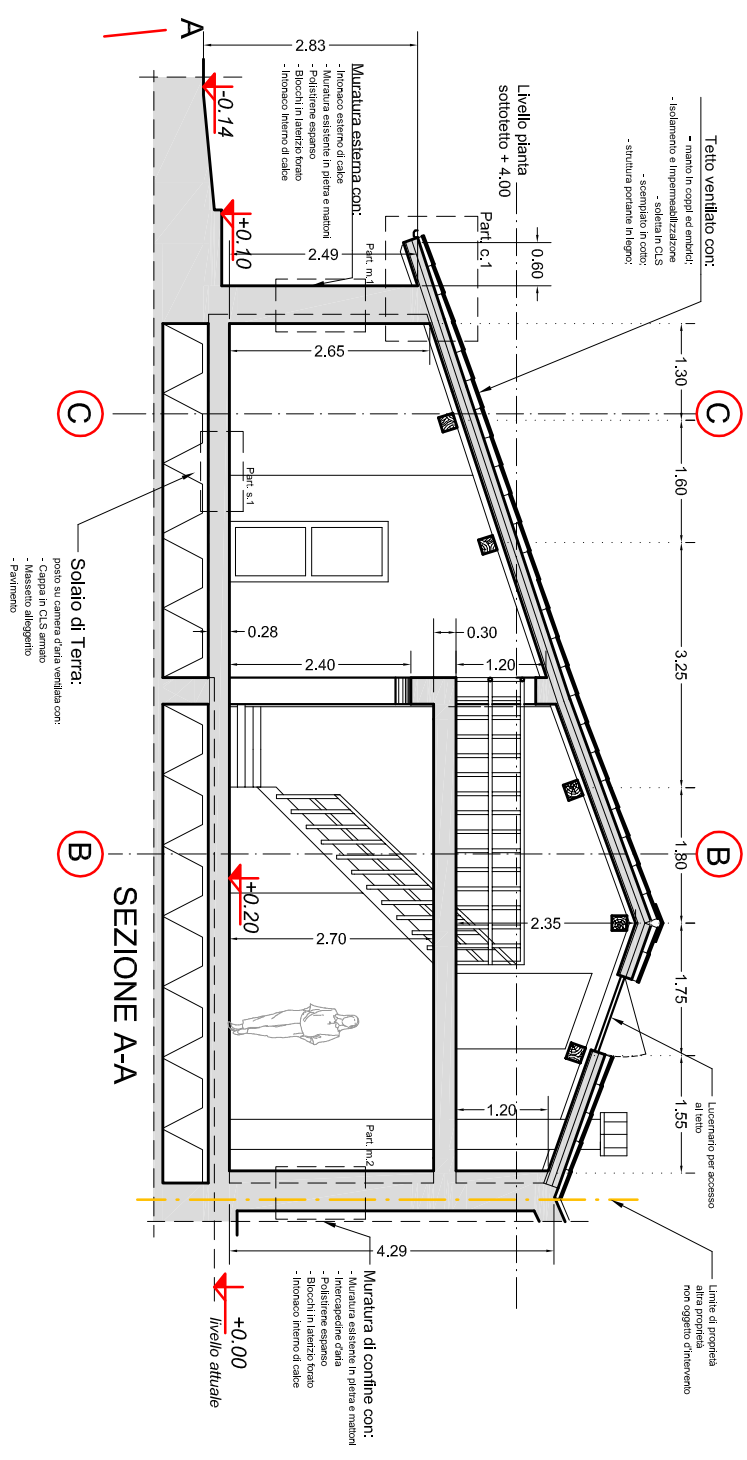 Tetto ventilato con:
- manto in coppi ed embrici;
- Isolamento e Impermeabilizzaizone
- soletta in CLS
- scempiato in cotto;
- struttura portante in legno;
Livello pianta
sottotetto + 4.00
Muratura esterna con:
- Intonaco esterno di calce
- Muratura esistente in pietra e mattoni
- Polistirene espanso
- Blocchi in laterizio forato
- Intonaco Interno di calce
A
2.83
-0.14
+0.10
2.49
Part. m.1
Part. c.1
0.60
2.65
1.30
1.60
3.25
1.80
1.75
1.55
C
C
B
B
Part. s.1
Solaio di Terra:
posto su camera d'aria ventilata con:
- Cappa in CLS armato
- Massetto alleggerito
- Pavimento
0.28
2.40
0.30
1.20
+0.20
2.70
2.35
1.20
SEZIONE A-A
Part. m.2
Lucernario per accesso
al tetto
Limite di proprietà
altra proprietà
non oggetto d'intervento
4.29
Muratura di confine con:
- Muratura esistente in pietra e mattoni
- Intercapedine d'aria
- Polistirene espanso
- Blocchi in laterizio forato
- Intonaco interno di calce
+0.00
livello attuale